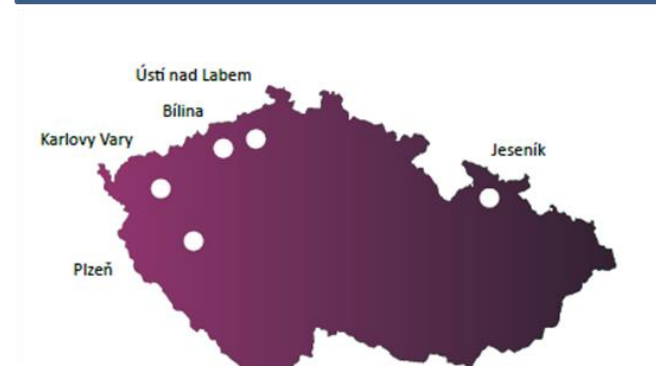 Ústí nad Labem
Bílina
Karlovy Vary
Jeseník
Plzeň